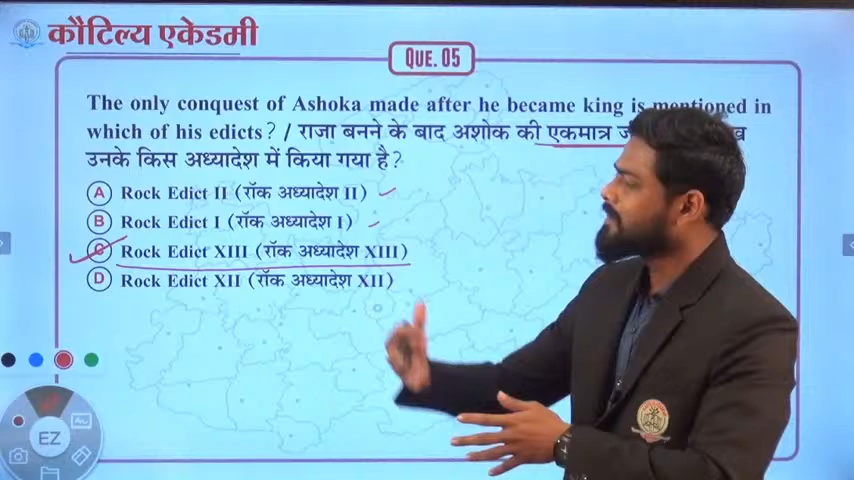 कौटिल्य एकेडमी
QUE. 05
The only conquest of Ashoka made after he became king is mentioned in
which of his edicts? / राजा बनने के बाद अशोक की एकमात्र
उनके किस अध्यादेश में किया गया है?
A Rock Edict II (रॉक अध्यादेश II)
B Rock Edict I (रॉक अध्यादेश I)
C Rock Edict XIII (रॉक अध्यादेश XIII)
D Rock Edict XII (रॉक अध्यादेश XII)
EZ